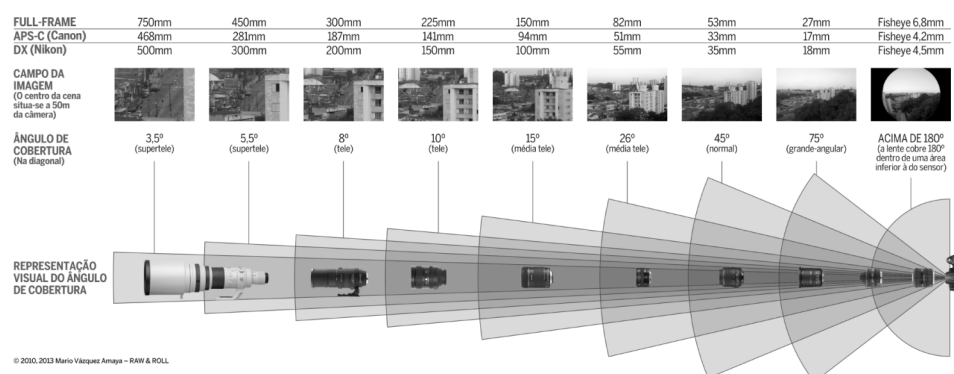 FULL-FRAME 750mm 450mm 300mm 225mm 150mm 82mm 53mm 27mm Fisheye 6,8mm
APS-C (Canon) 468mm 281mm 187mm 141mm 94mm 51mm 33mm 17mm Fisheye 4.2mm
DX (Nikon) 500mm 300mm 200mm 150mm 100mm 55mm 35mm 18mm Fisheye 4,5mm
CAMPO DA
IMAGEM
(O centro da cena
situa-se a 50m
da câmera)
ÂNGULO DE
COBERTURA
(Na diagonal)
3,5º
(supertele)
5,5º
(supertele)
8º
(tele)
10º
(tele)
15º
(média tele)
26º
(média tele)
45º
(normal)
75º
(grande-angular)
ACIMA DE 180º
(a lente cobre 180º
dentro de uma área
inferior à do sensor)
REPRESENTAÇÃO
VISUAL DO ÂNGULO
DE COBERTURA
© 2010, 2013 Mario Vázquez Amaya – RAW & ROLL